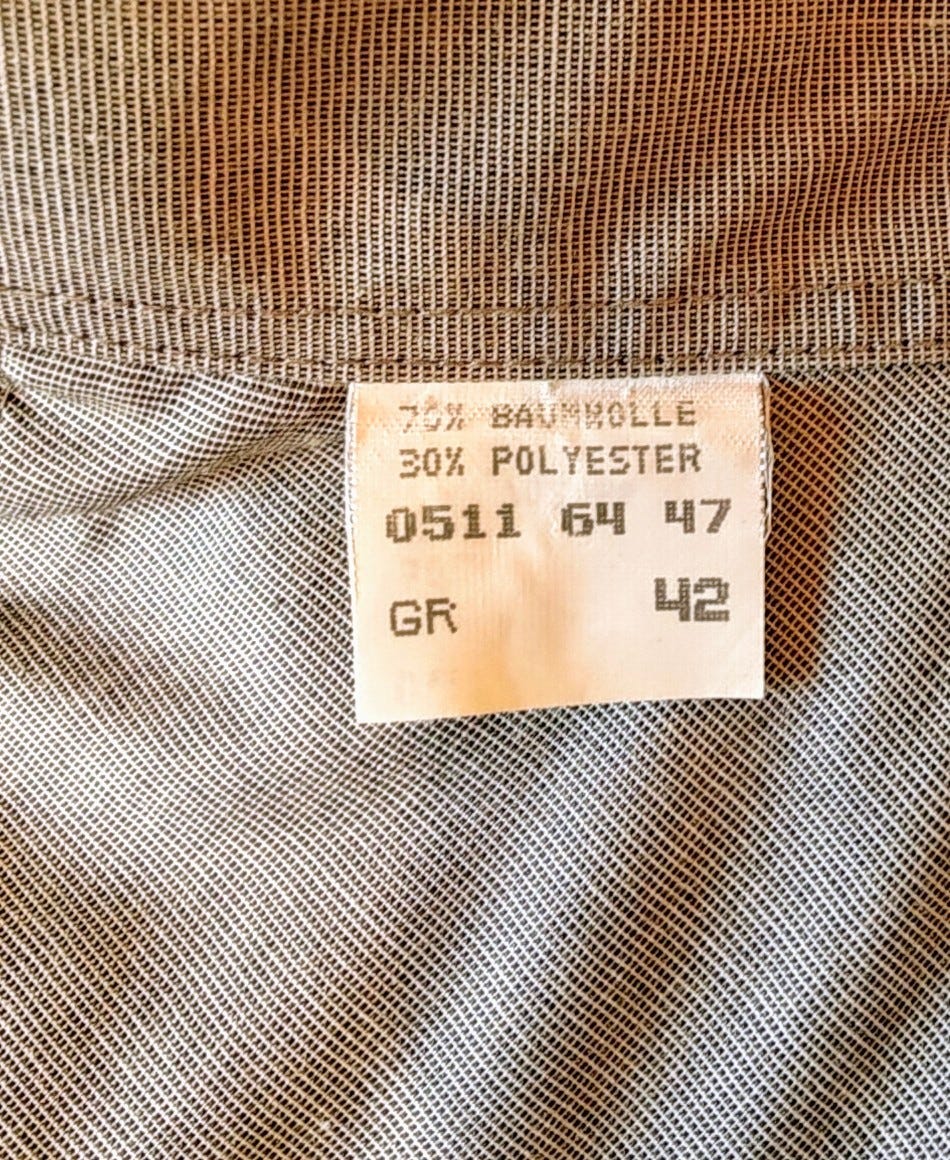 70% BAUMWOLLE
30% POLYESTER
0511 64 47
GR 42